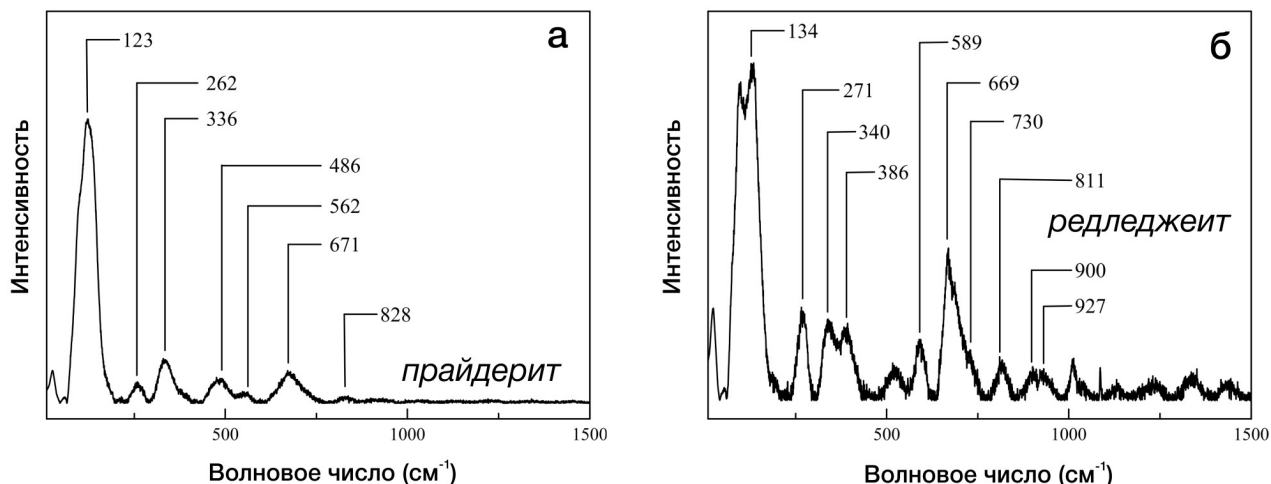 а
123
262
336
486
562
671
828
прайдерит
Интенсивность
500
1000
1500
Волновое число (см⁻¹)
б
134
589
271
669
340
730
386
811
редледжеит
900
927
Интенсивность
500
1000
1500
Волновое число (см⁻¹)